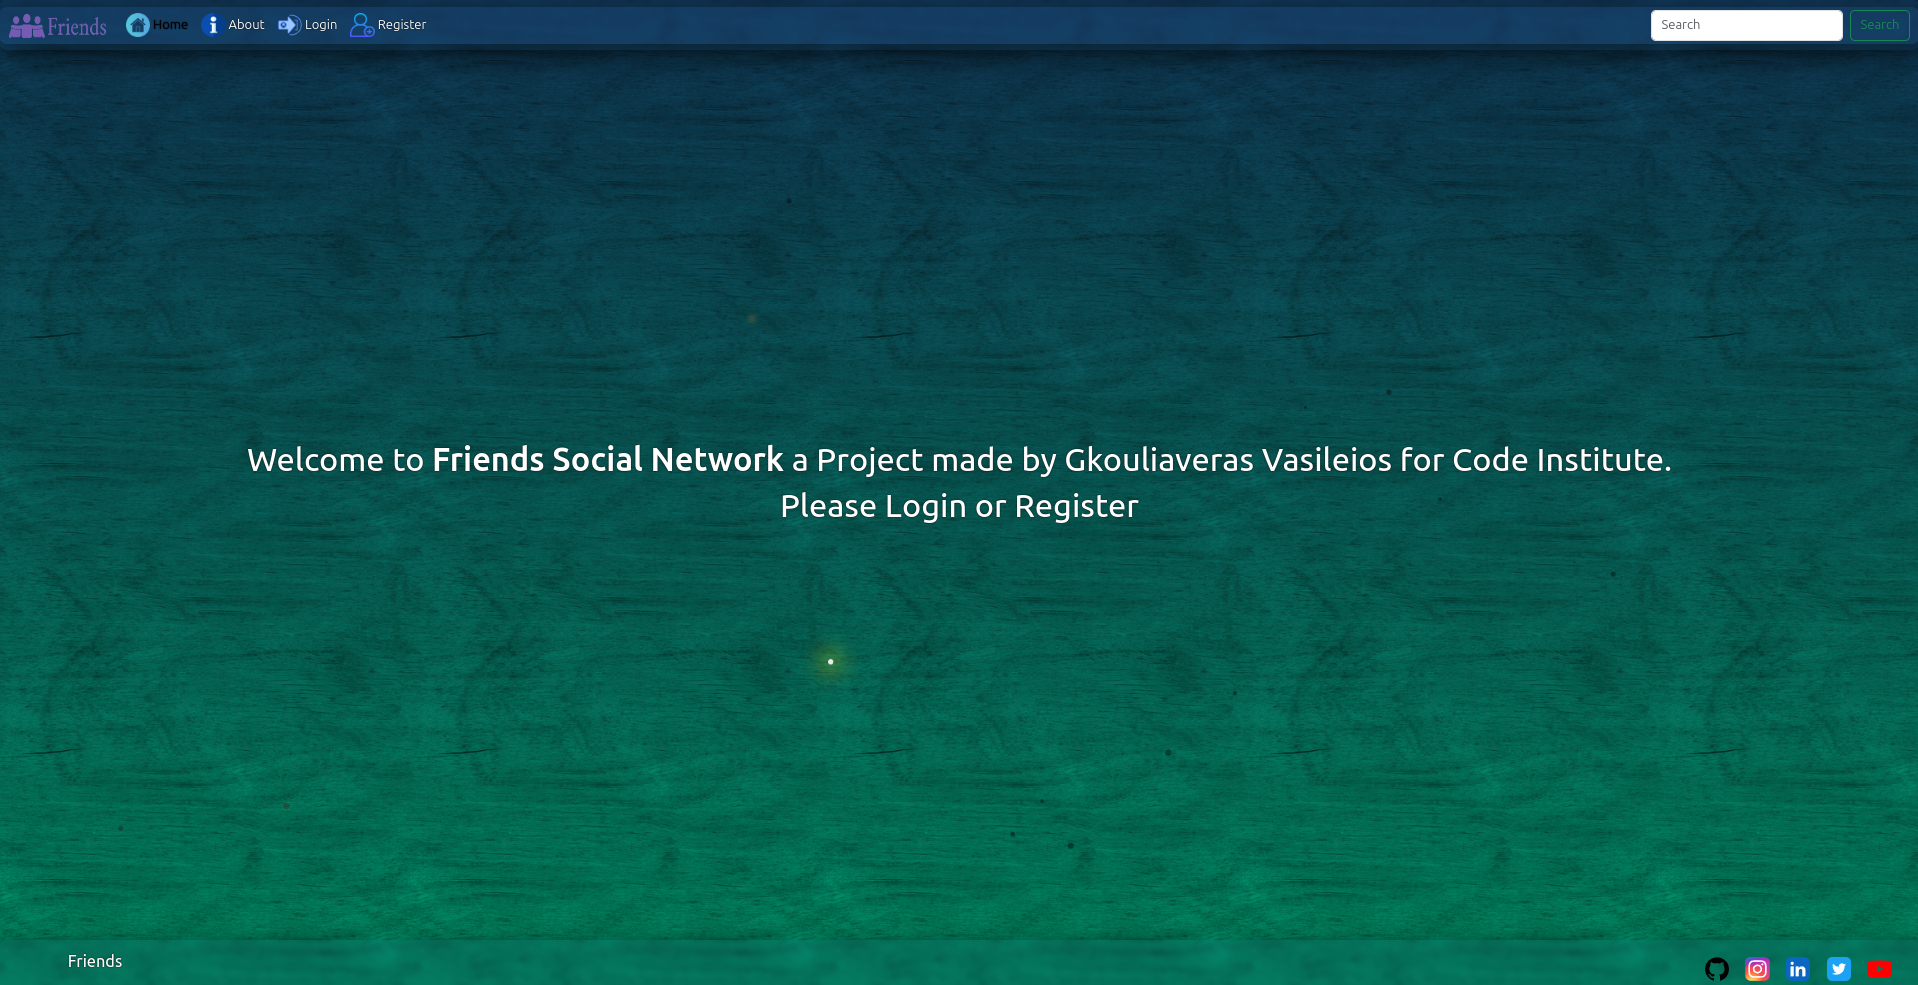 Friends
Home
About
Login
Register
Search
Search
Welcome to Friends Social Network a Project made by Gkouliaveras Vasileios for Code Institute.
Please Login or Register
Friends
in